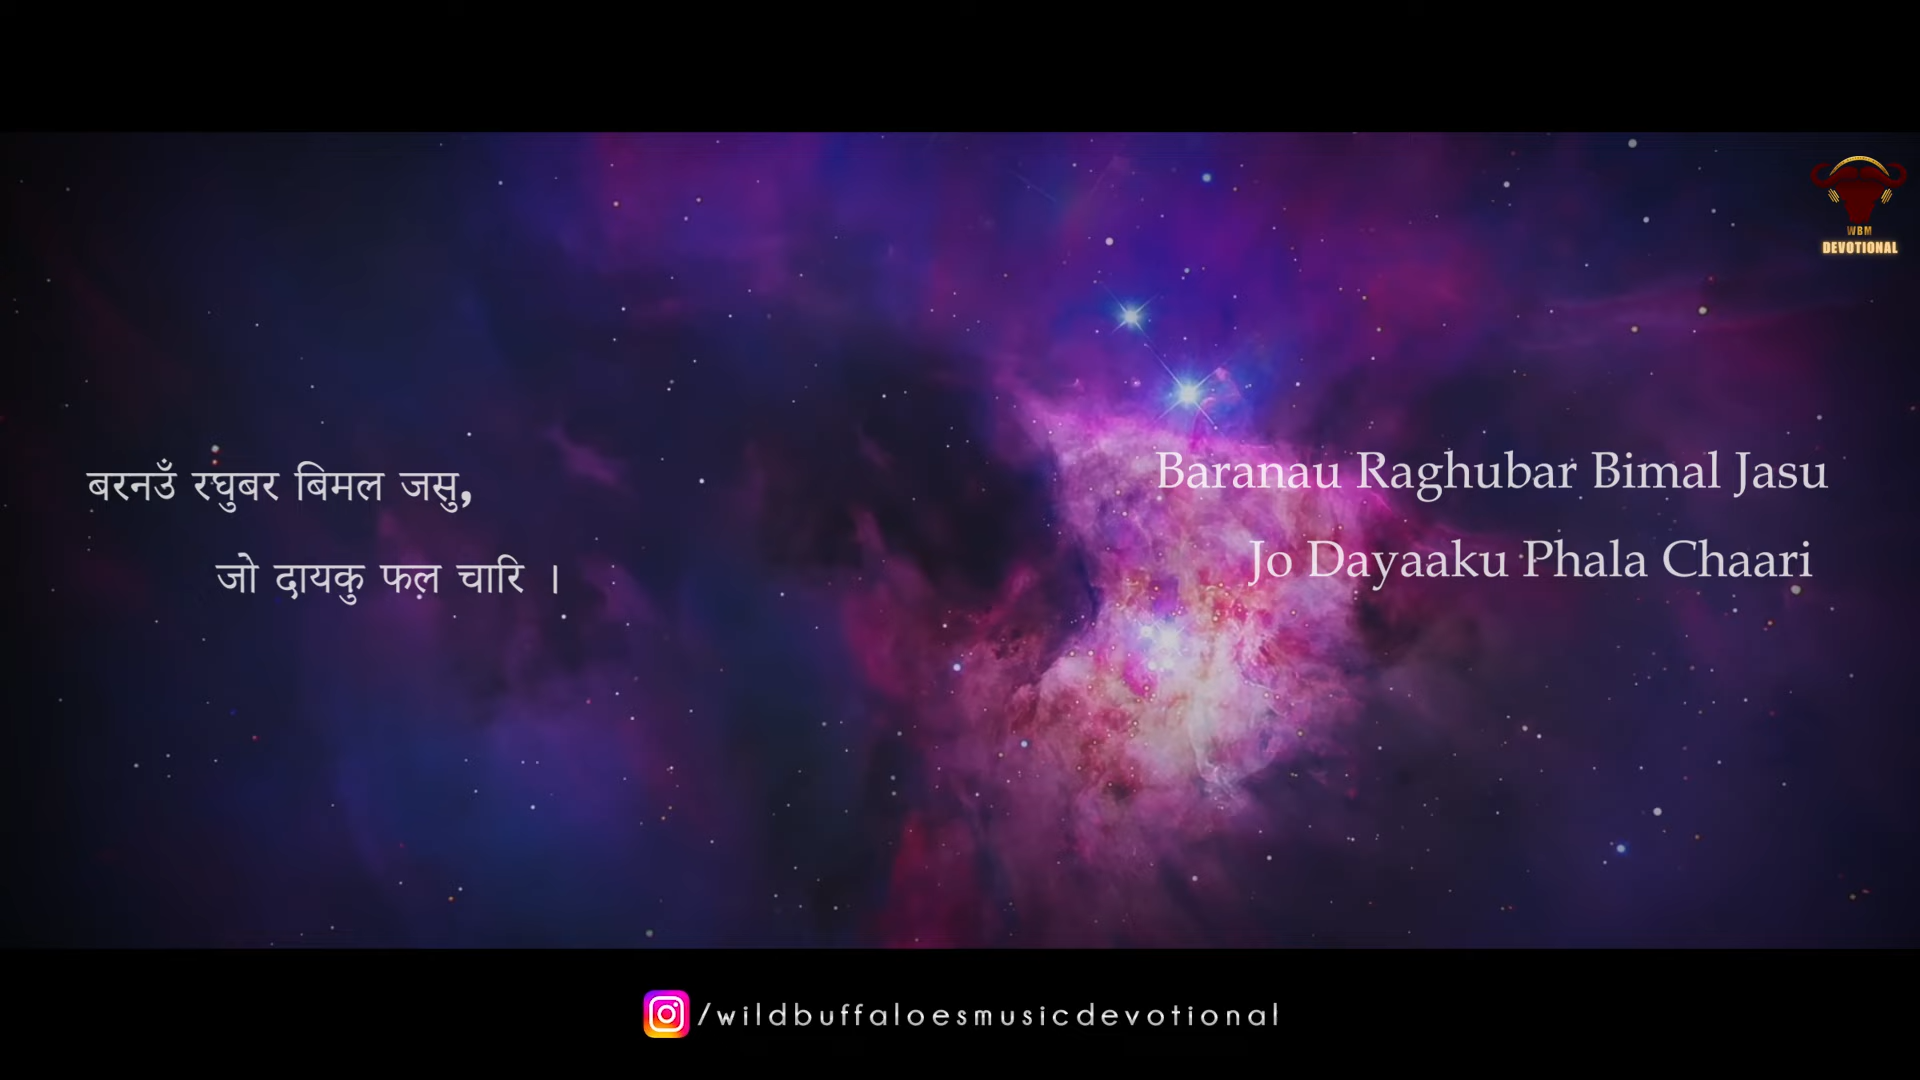 WBM
DEVOTIONAL
बरनउँ रघुबर बिमल जसु,
जो दायकु फल़ चारि ।
Baranau Raghubar Bimal Jasu
Jo Dayaaku Phala Chaari
/wildbuffaloesmusicdevotional